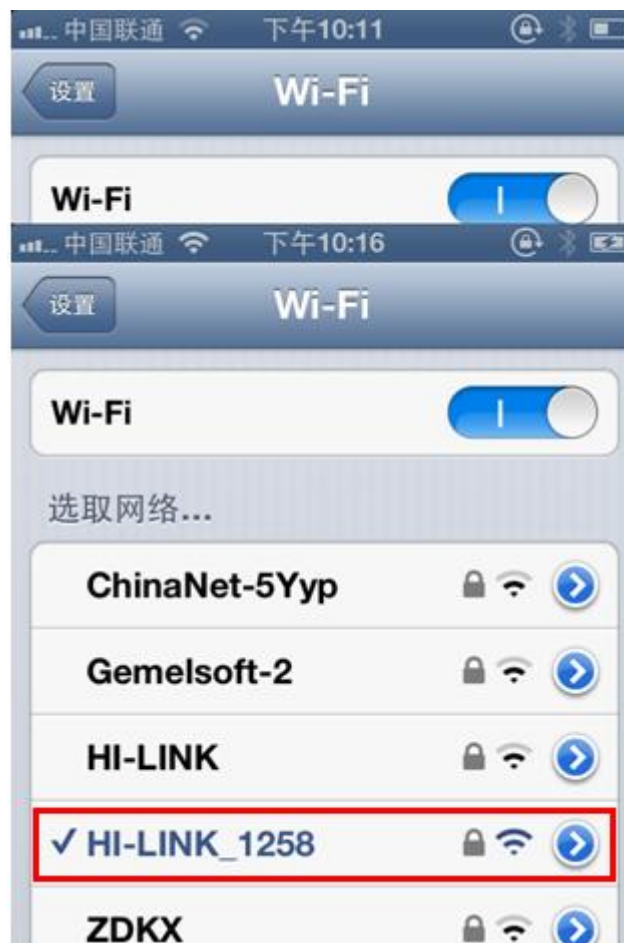 中国联通 下午10:11
设置 Wi-Fi
Wi-Fi
中国联通 下午10:16
设置 Wi-Fi
Wi-Fi
选取网络...
ChinaNet-5Yyp
Gemelsoft-2
HI-LINK
✓ HI-LINK_1258
ZDKX